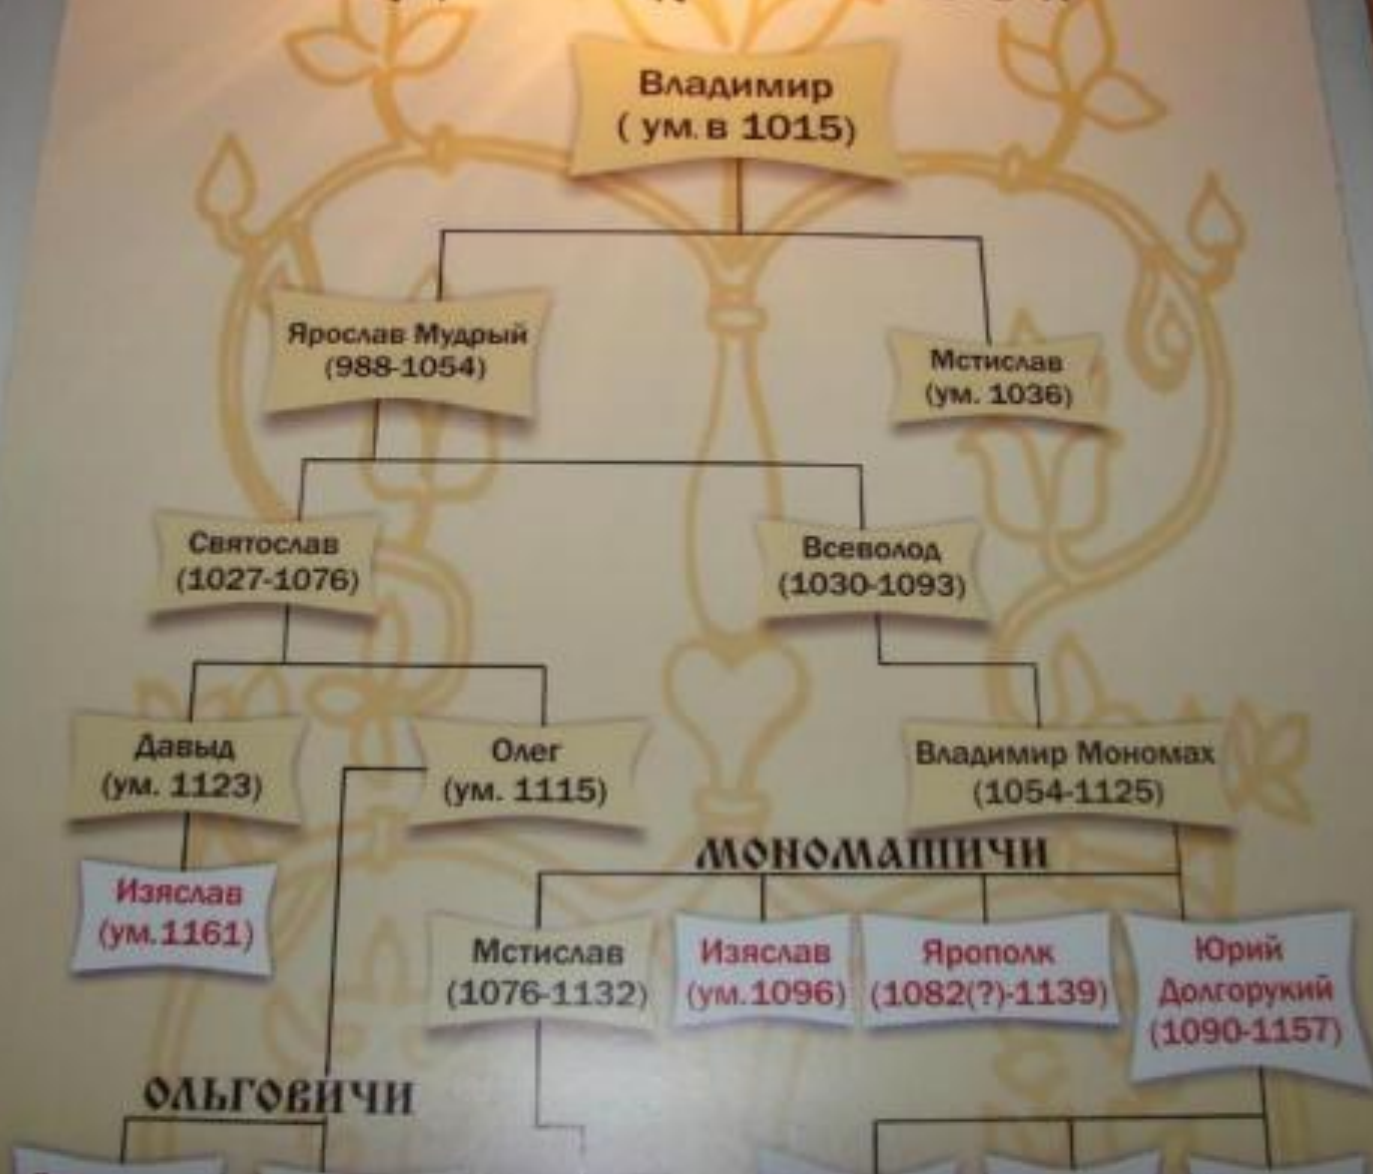 Владимир
( ум. в 1015)
Ярослав Мудрый
(988-1054)
Мстислав
(ум. 1036)
Святослав
(1027-1076)
Всеволод
(1030-1093)
Давыд
(ум. 1123)
Олег
(ум. 1115)
Владимир Мономах
(1054-1125)
МОНОМАШИЧИ
Изяслав
(ум.1161)
Мстислав
(1076-1132)
Изяслав
(ум.1096)
Ярополк
(1082(?)-1139)
Юрий
Долгорукий
(1090-1157)
ОЛЬГОВИЧИ